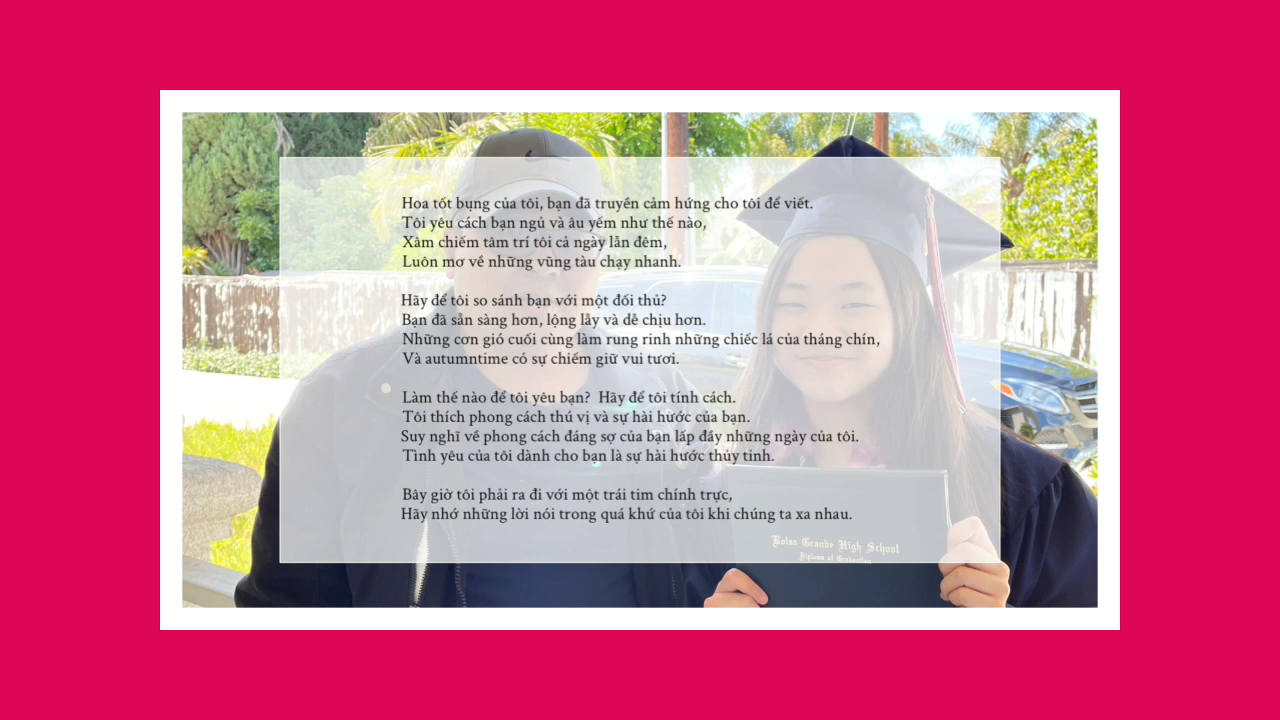 Hoa tốt bụng của tôi, bạn đã truyền cảm hứng cho tôi để viết.
Tôi yêu cách bạn ngủ và âu yếm như thế nào,
Xâm chiếm tâm trí tôi cả ngày lẫn đêm,
Luôn mơ về những vũng tàu chạy nhanh.
Hãy để tôi so sánh bạn với một đối thủ?
Bạn đã sẵn sàng hơn, lộng lẫy và dễ chịu hơn.
Những cơn gió cuối cùng làm rung rinh những chiếc lá của tháng chín,
Và autumntime có sự chiếm giữ vui tươi.
Làm thế nào để tôi yêu bạn?  Hãy để tôi tính cách.
Tôi thích phong cách thú vị và sự hài hước của bạn.
Suy nghĩ về phong cách đáng sợ của bạn lấp đầy những ngày của tôi.
Tình yêu của tôi dành cho bạn là sự hài hước thủy tinh.
Bây giờ tôi phải ra đi với một trái tim chính trực,
Hãy nhớ những lời nói trong quá khứ của tôi khi chúng ta xa nhau.
Bolsa Grande High School
Diploma of Graduation